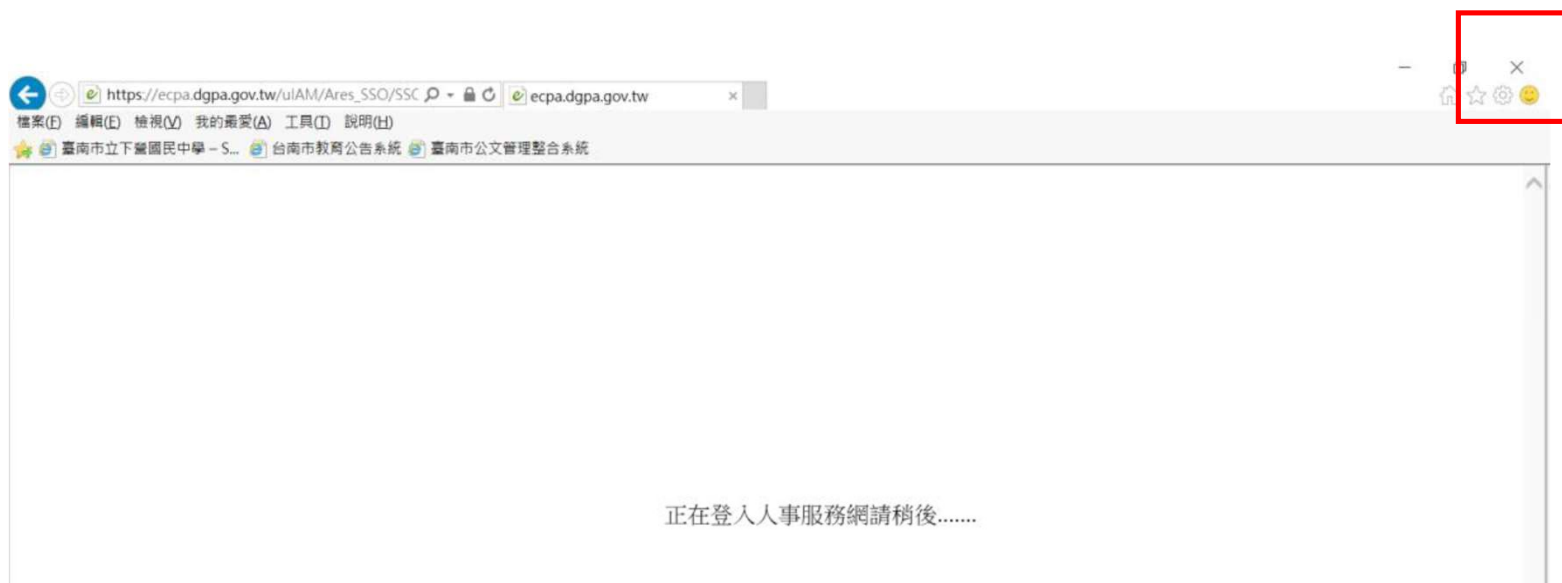 https://ecpa.dgpa.gov.tw/uIAM/Ares_SSO/SSC
ecpa.dgpa.gov.tw
檔案(F) 編輯(E) 檢視(V) 我的最愛(A) 工具(T) 說明(H)
臺南市立下營國民中學 – S... 台南市教育公告系統 臺南市公文管理整合系統
正在登入人事服務網請稍後.......